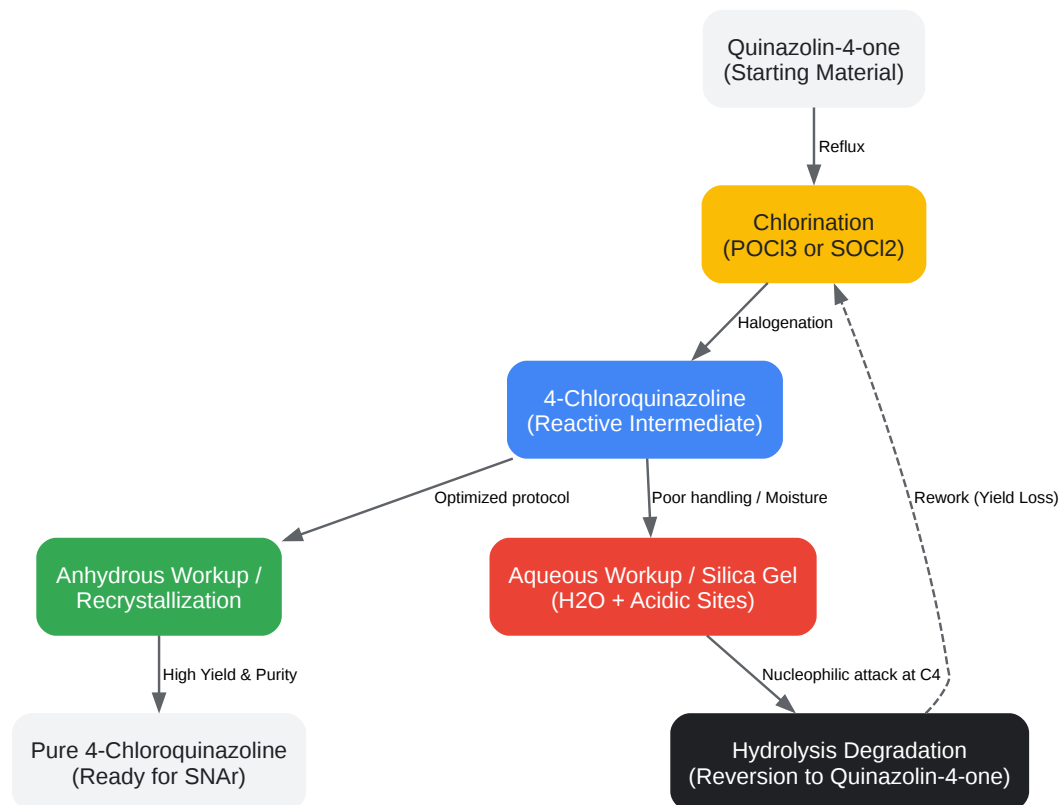 Quinazolin-4-one
(Starting Material)
Reflux
Chlorination
(POCl3 or SOCl2)
Halogenation
4-Chloroquinazoline
(Reactive Intermediate)
Optimized protocol
Poor handling / Moisture
Rework (Yield Loss)
Anhydrous Workup /
Recrystallization
Aqueous Workup / Silica Gel
(H2O + Acidic Sites)
High Yield & Purity
Nucleophilic attack at C4
Pure 4-Chloroquinazoline
(Ready for SNAr)
Hydrolysis Degradation
(Reversion to Quinazolin-4-one)